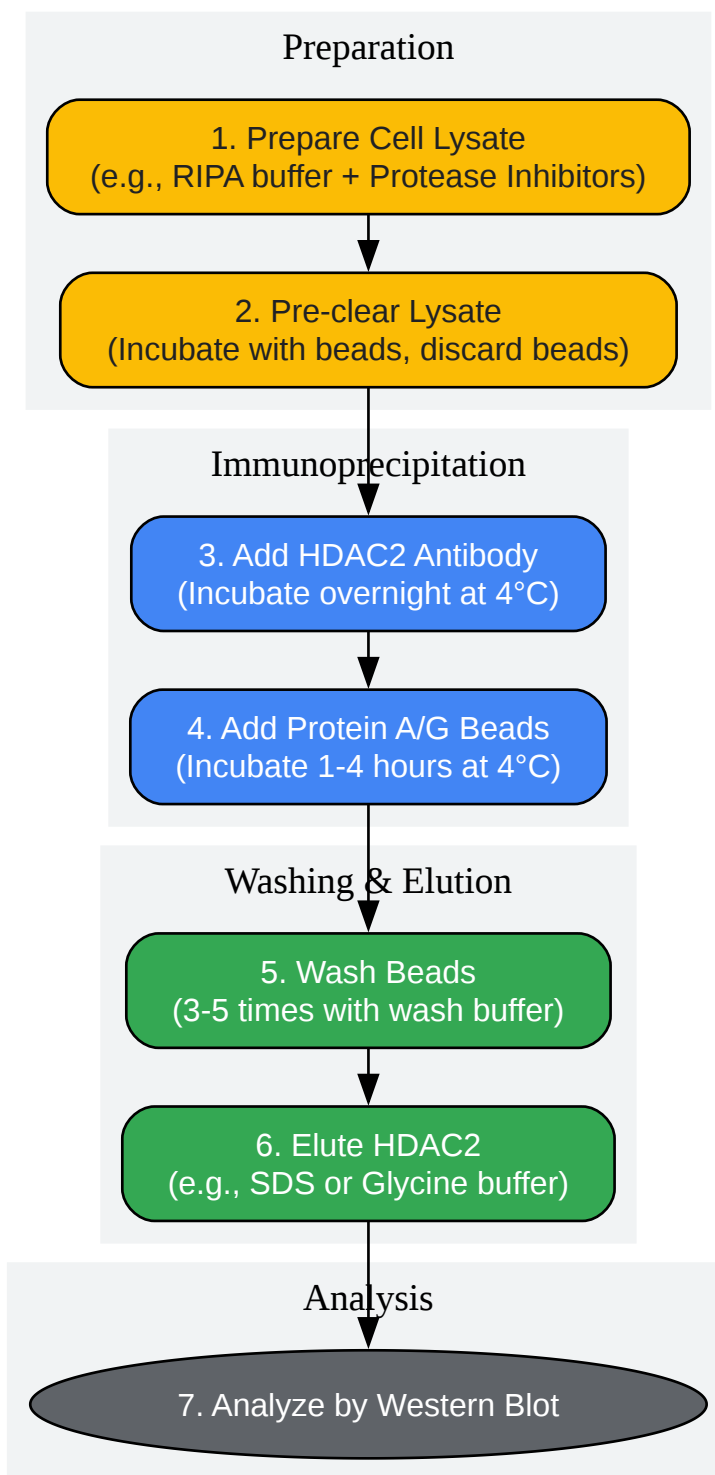 Preparation
1. Prepare Cell Lysate
(e.g., RIPA buffer + Protease Inhibitors)
2. Pre-clear Lysate
(Incubate with beads, discard beads)
Immunoprecipitation
3. Add HDAC2 Antibody
(Incubate overnight at 4°C)
4. Add Protein A/G Beads
(Incubate 1-4 hours at 4°C)
Washing & Elution
5. Wash Beads
(3-5 times with wash buffer)
6. Elute HDAC2
(e.g., SDS or Glycine buffer)
Analysis
7. Analyze by Western Blot